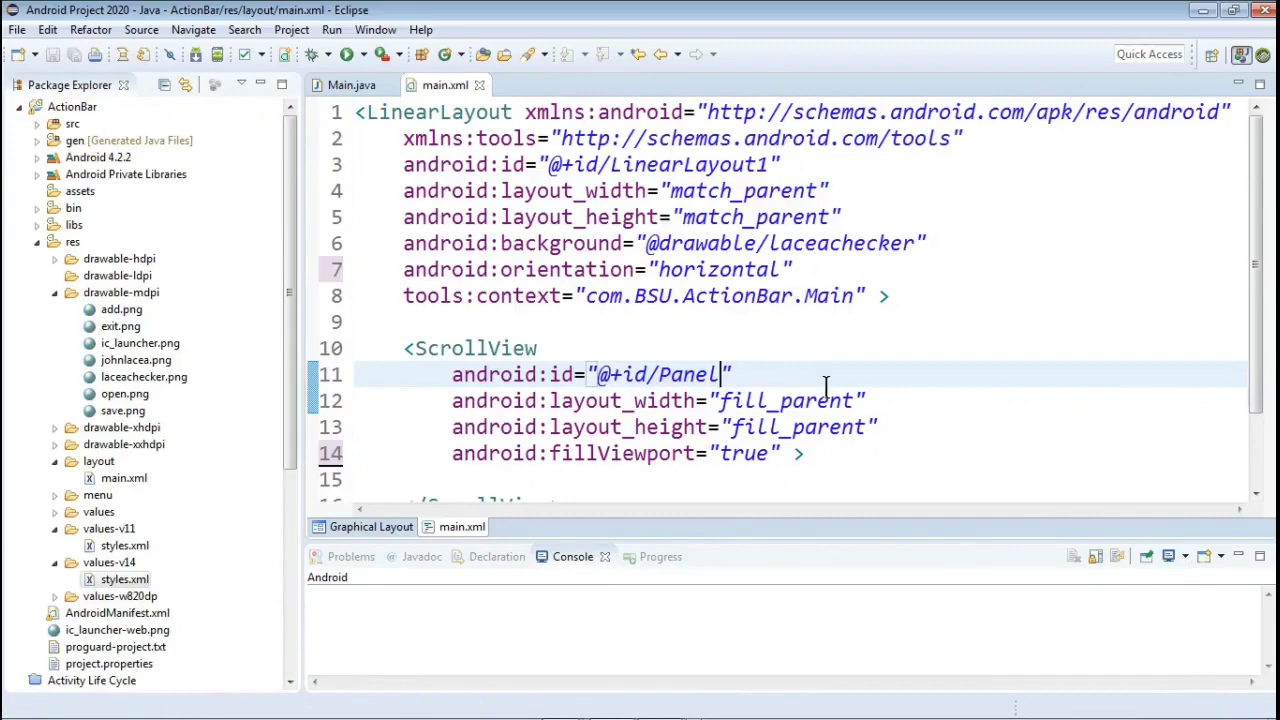 Android Project 2020 - Java - ActionBar/res/layout/main.xml - Eclipse
File Edit Refactor Source Navigate Search Project Run Window Help
Quick Access
Package Explorer
Main.java main.xml
ActionBar
src
gen [Generated Java Files]
Android 4.2.2
Android Private Libraries
assets
bin
libs
res
drawable-hdpi
drawable-ldpi
drawable-mdpi
add.png
exit.png
ic_launcher.png
johnlacea.png
laceachecker.png
open.png
save.png
drawable-xhdpi
drawable-xxhdpi
layout
main.xml
menu
values
values-v11
styles.xml
values-v14
styles.xml
values-w820dp
AndroidManifest.xml
ic_launcher-web.png
proguard-project.txt
project.properties
Activity Life Cycle
1 <LinearLayout xmlns:android="http://schemas.android.com/apk/res/android"
2 xmlns:tools="http://schemas.android.com/tools"
3 android:id="@+id/LinearLayout1"
4 android:layout_width="match_parent"
5 android:layout_height="match_parent"
6 android:background="@drawable/laceachecker"
7 android:orientation="horizontal"
8 tools:context="com.BSU.ActionBar.Main" >
9
10 <ScrollView
11 android:id="@+id/Panel"
12 android:layout_width="fill_parent"
13 android:layout_height="fill_parent"
14 android:fillViewport="true" >
15
16 </ScrollView>
Graphical Layout main.xml
Problems Javadoc Declaration Console Progress
Android